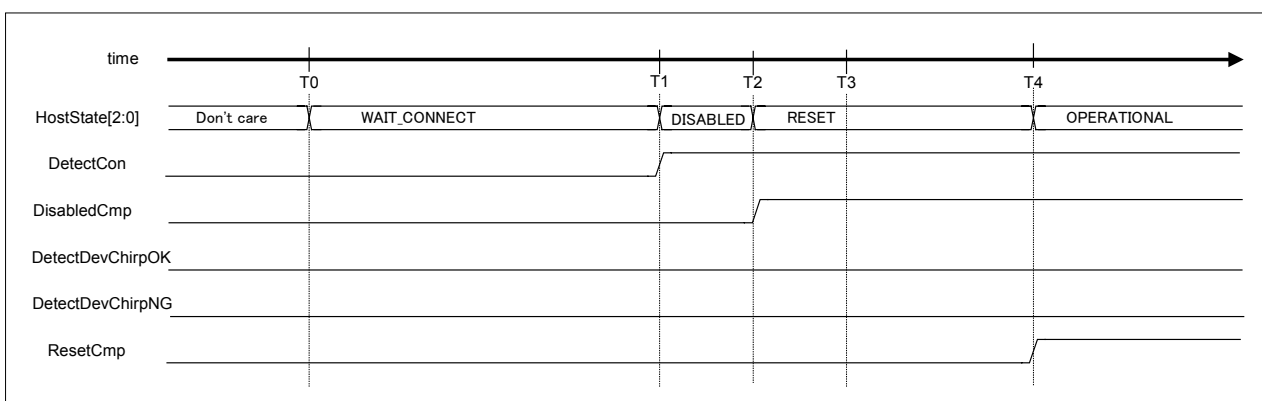 time
T0 T1 T2 T3 T4
HostState[2:0] Don't care WAIT_CONNECT DISABLED RESET OPERATIONAL
DetectCon
DisabledCmp
DetectDevChirpOK
DetectDevChirpNG
ResetCmp